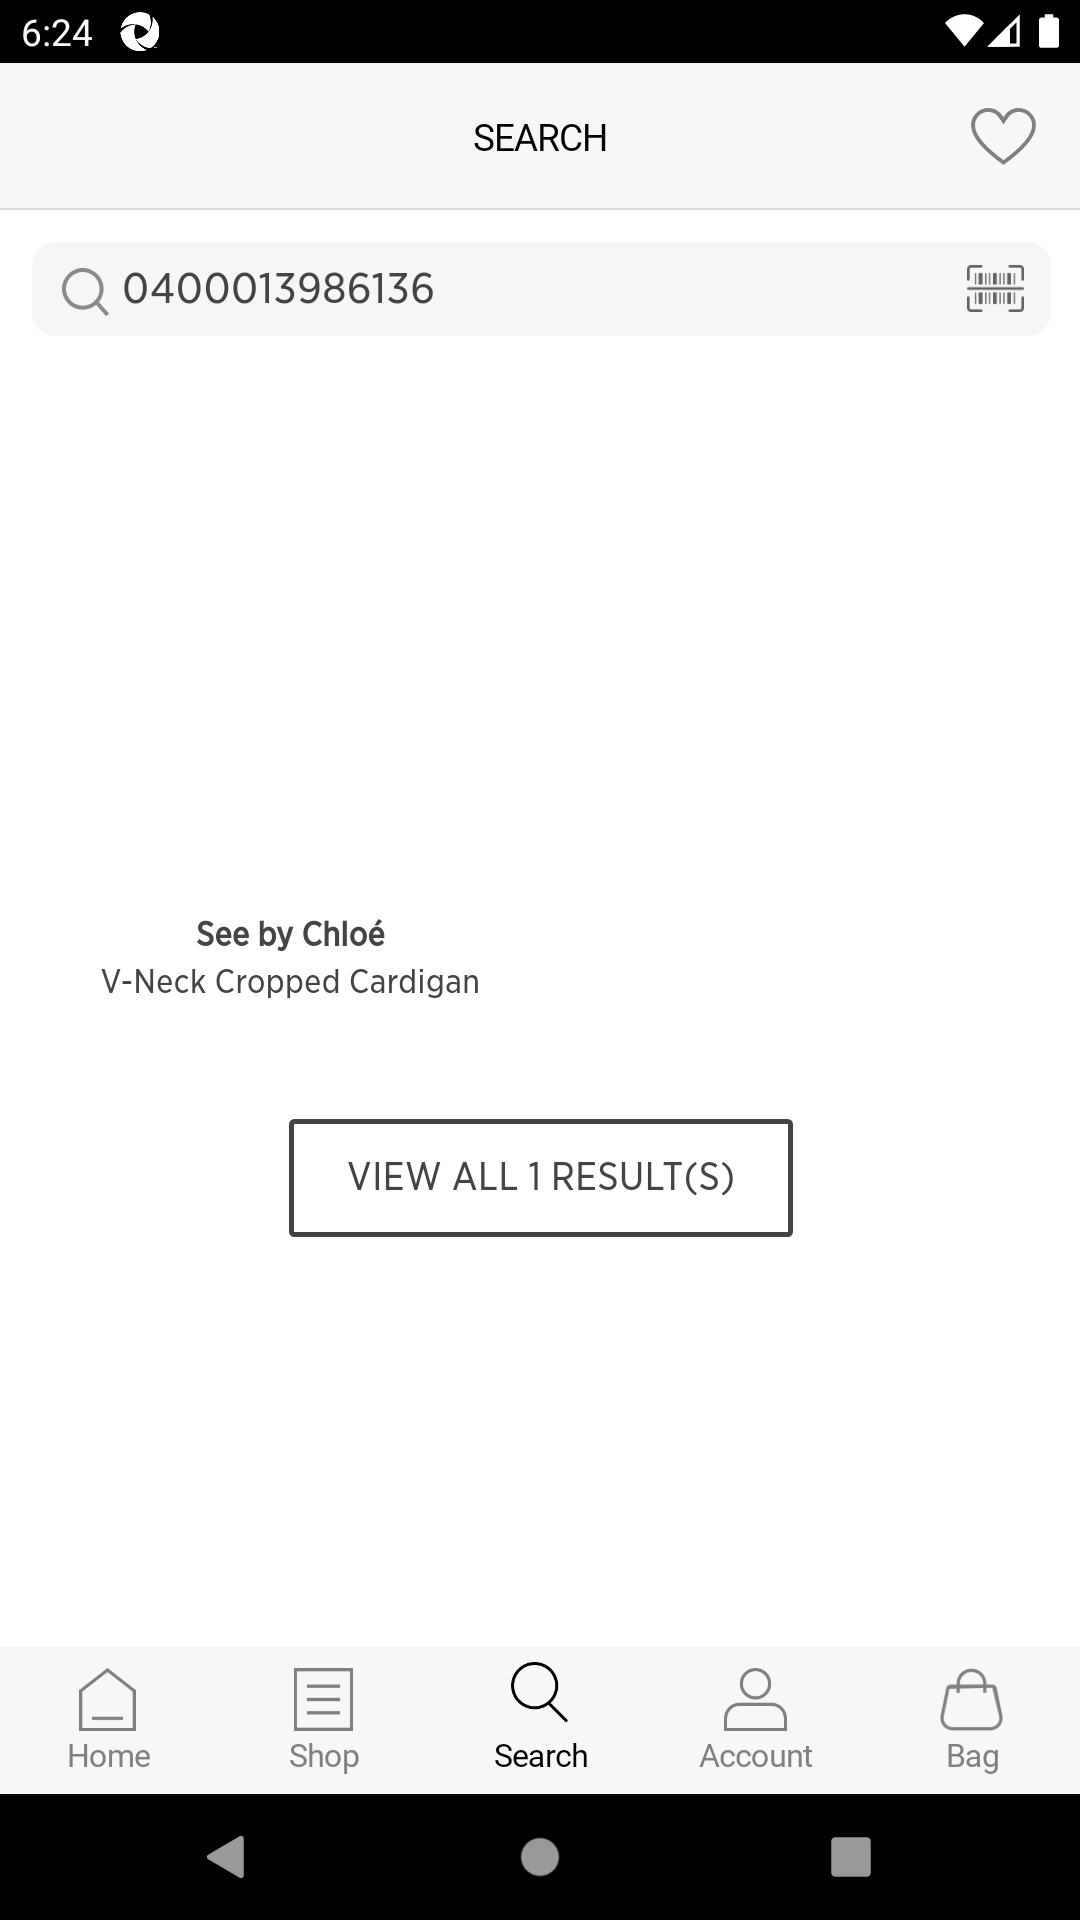 6:24
SEARCH
0400013986136
See by Chloé
V-Neck Cropped Cardigan
VIEW ALL 1 RESULT(S)
Home
Shop
Search
Account
Bag